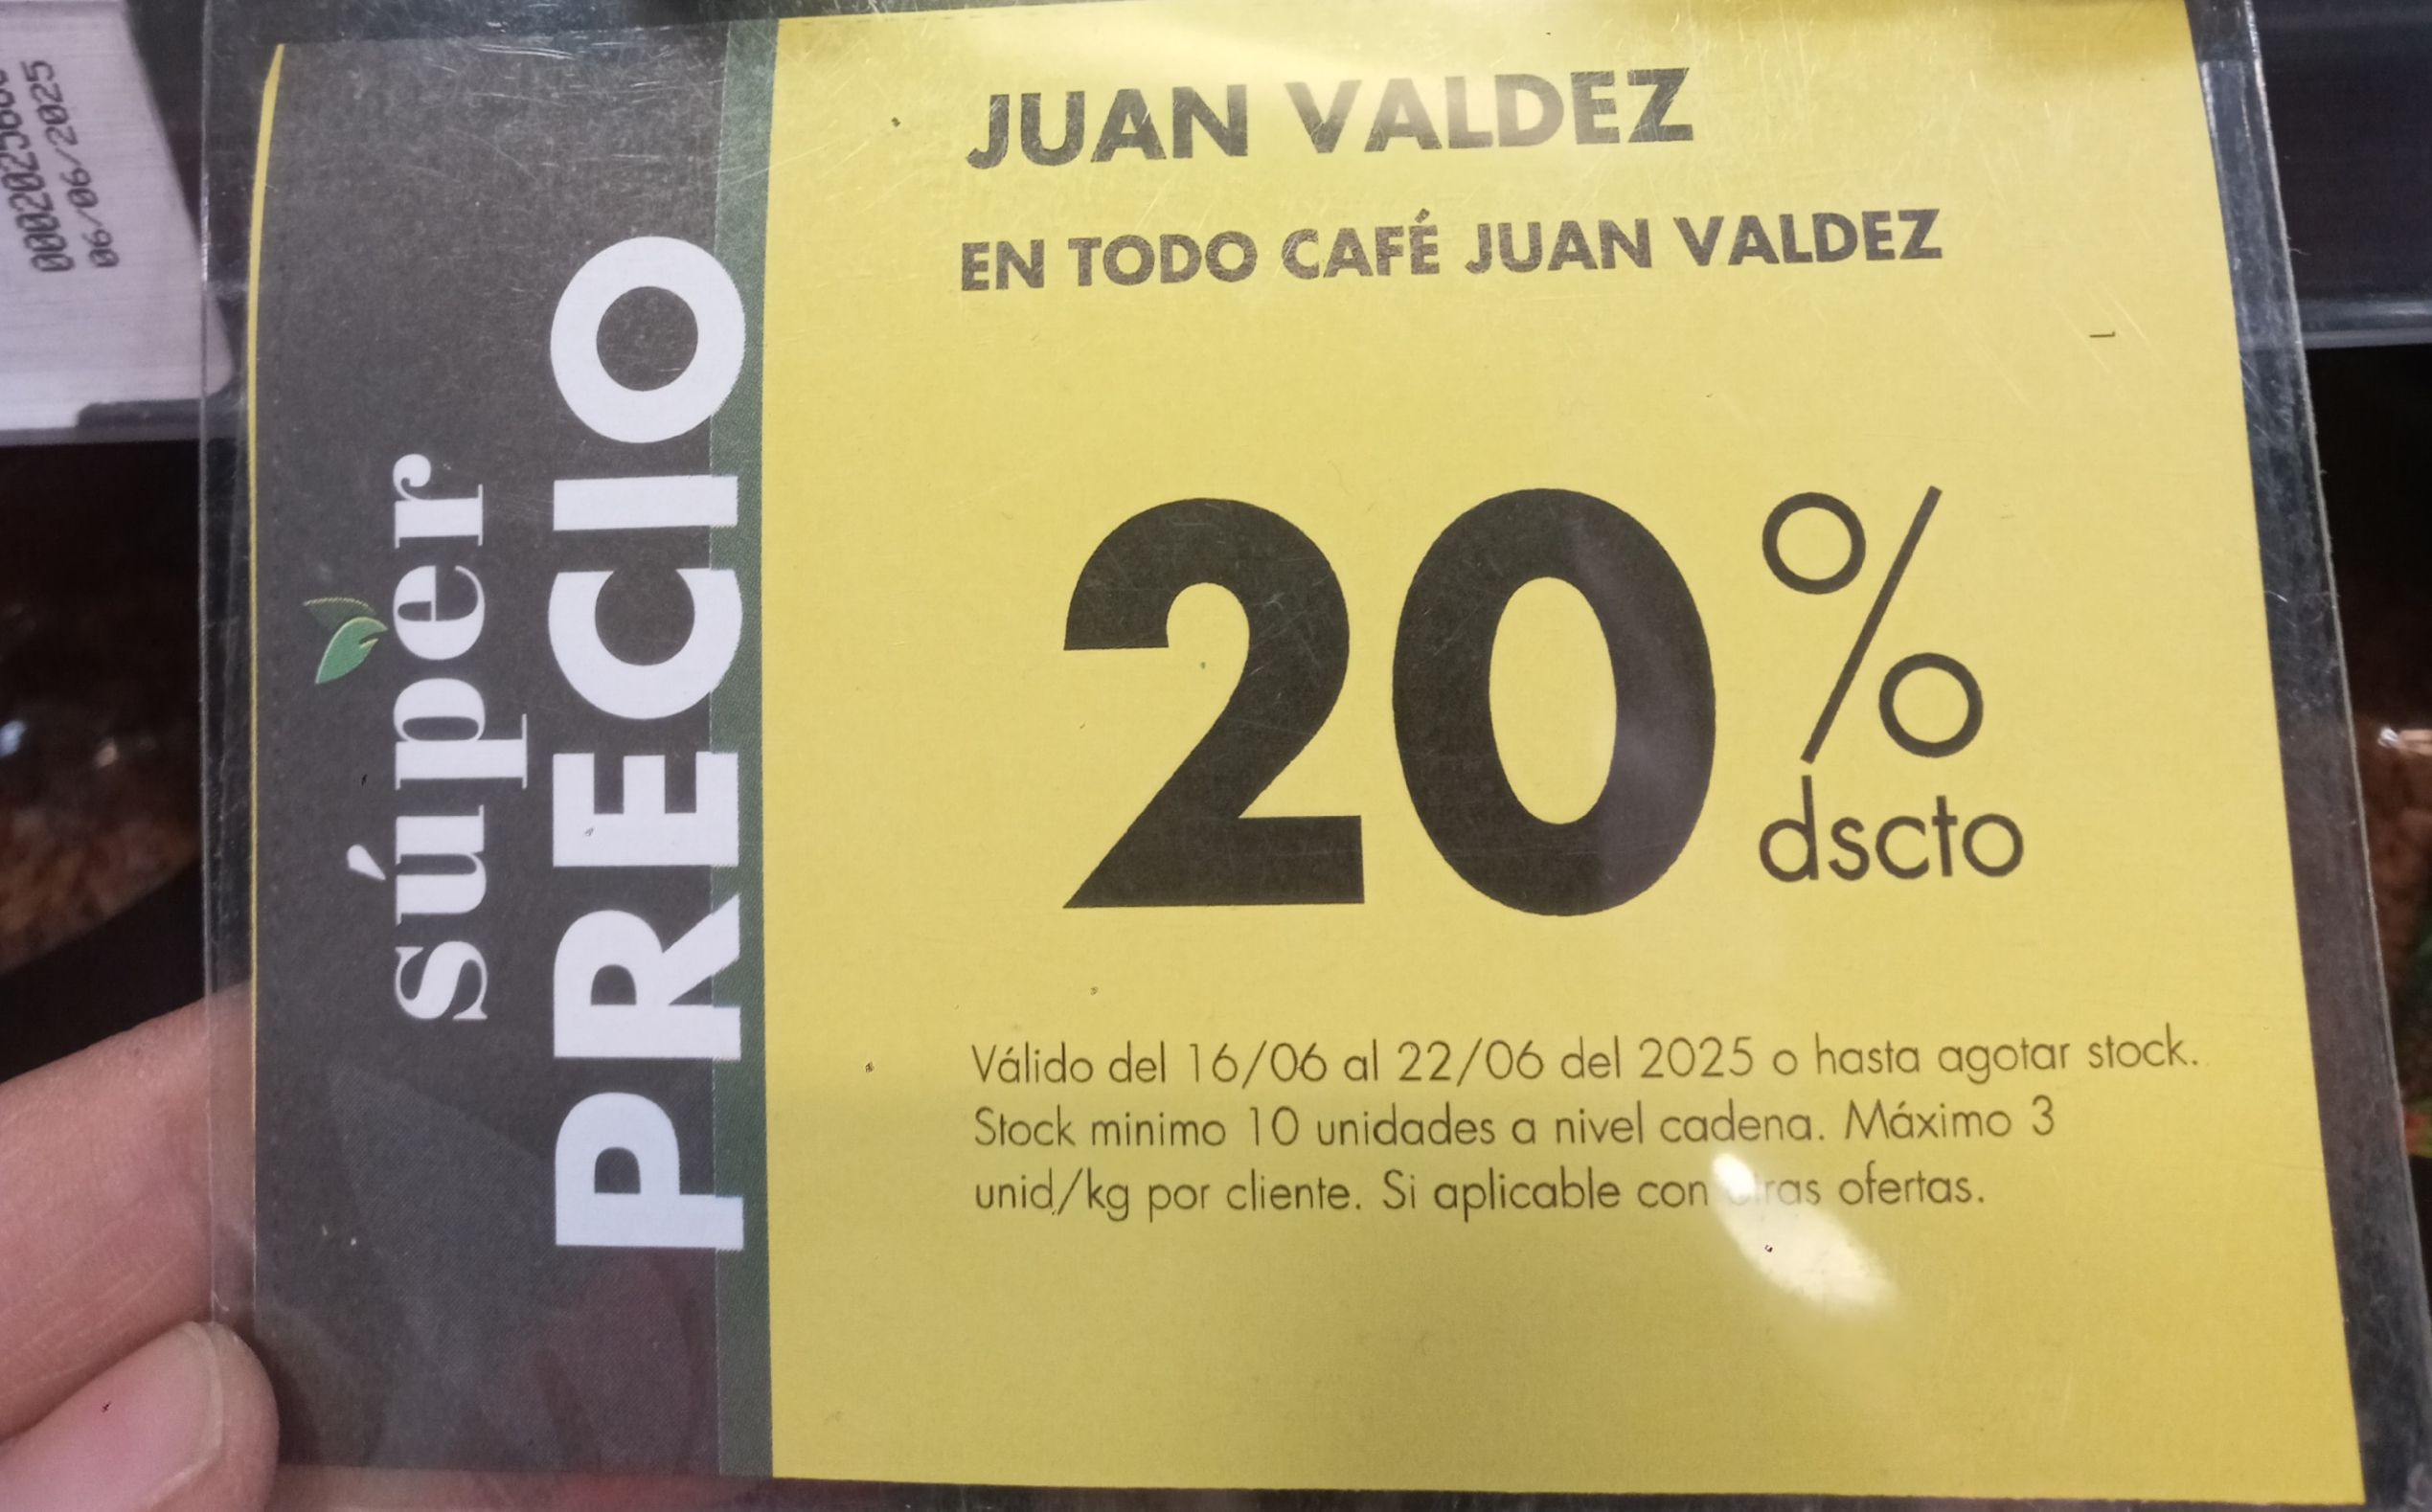 06/06/2025
súper
PRECIO
JUAN VALDEZ
EN TODO CAFÉ JUAN VALDEZ
20%
dscto
Válido del 16/06 al 22/06 del 2025 o hasta agotar stock.
Stock minimo 10 unidades a nivel cadena. Máximo 3
unid/kg por cliente. Si aplicable con otras ofertas.